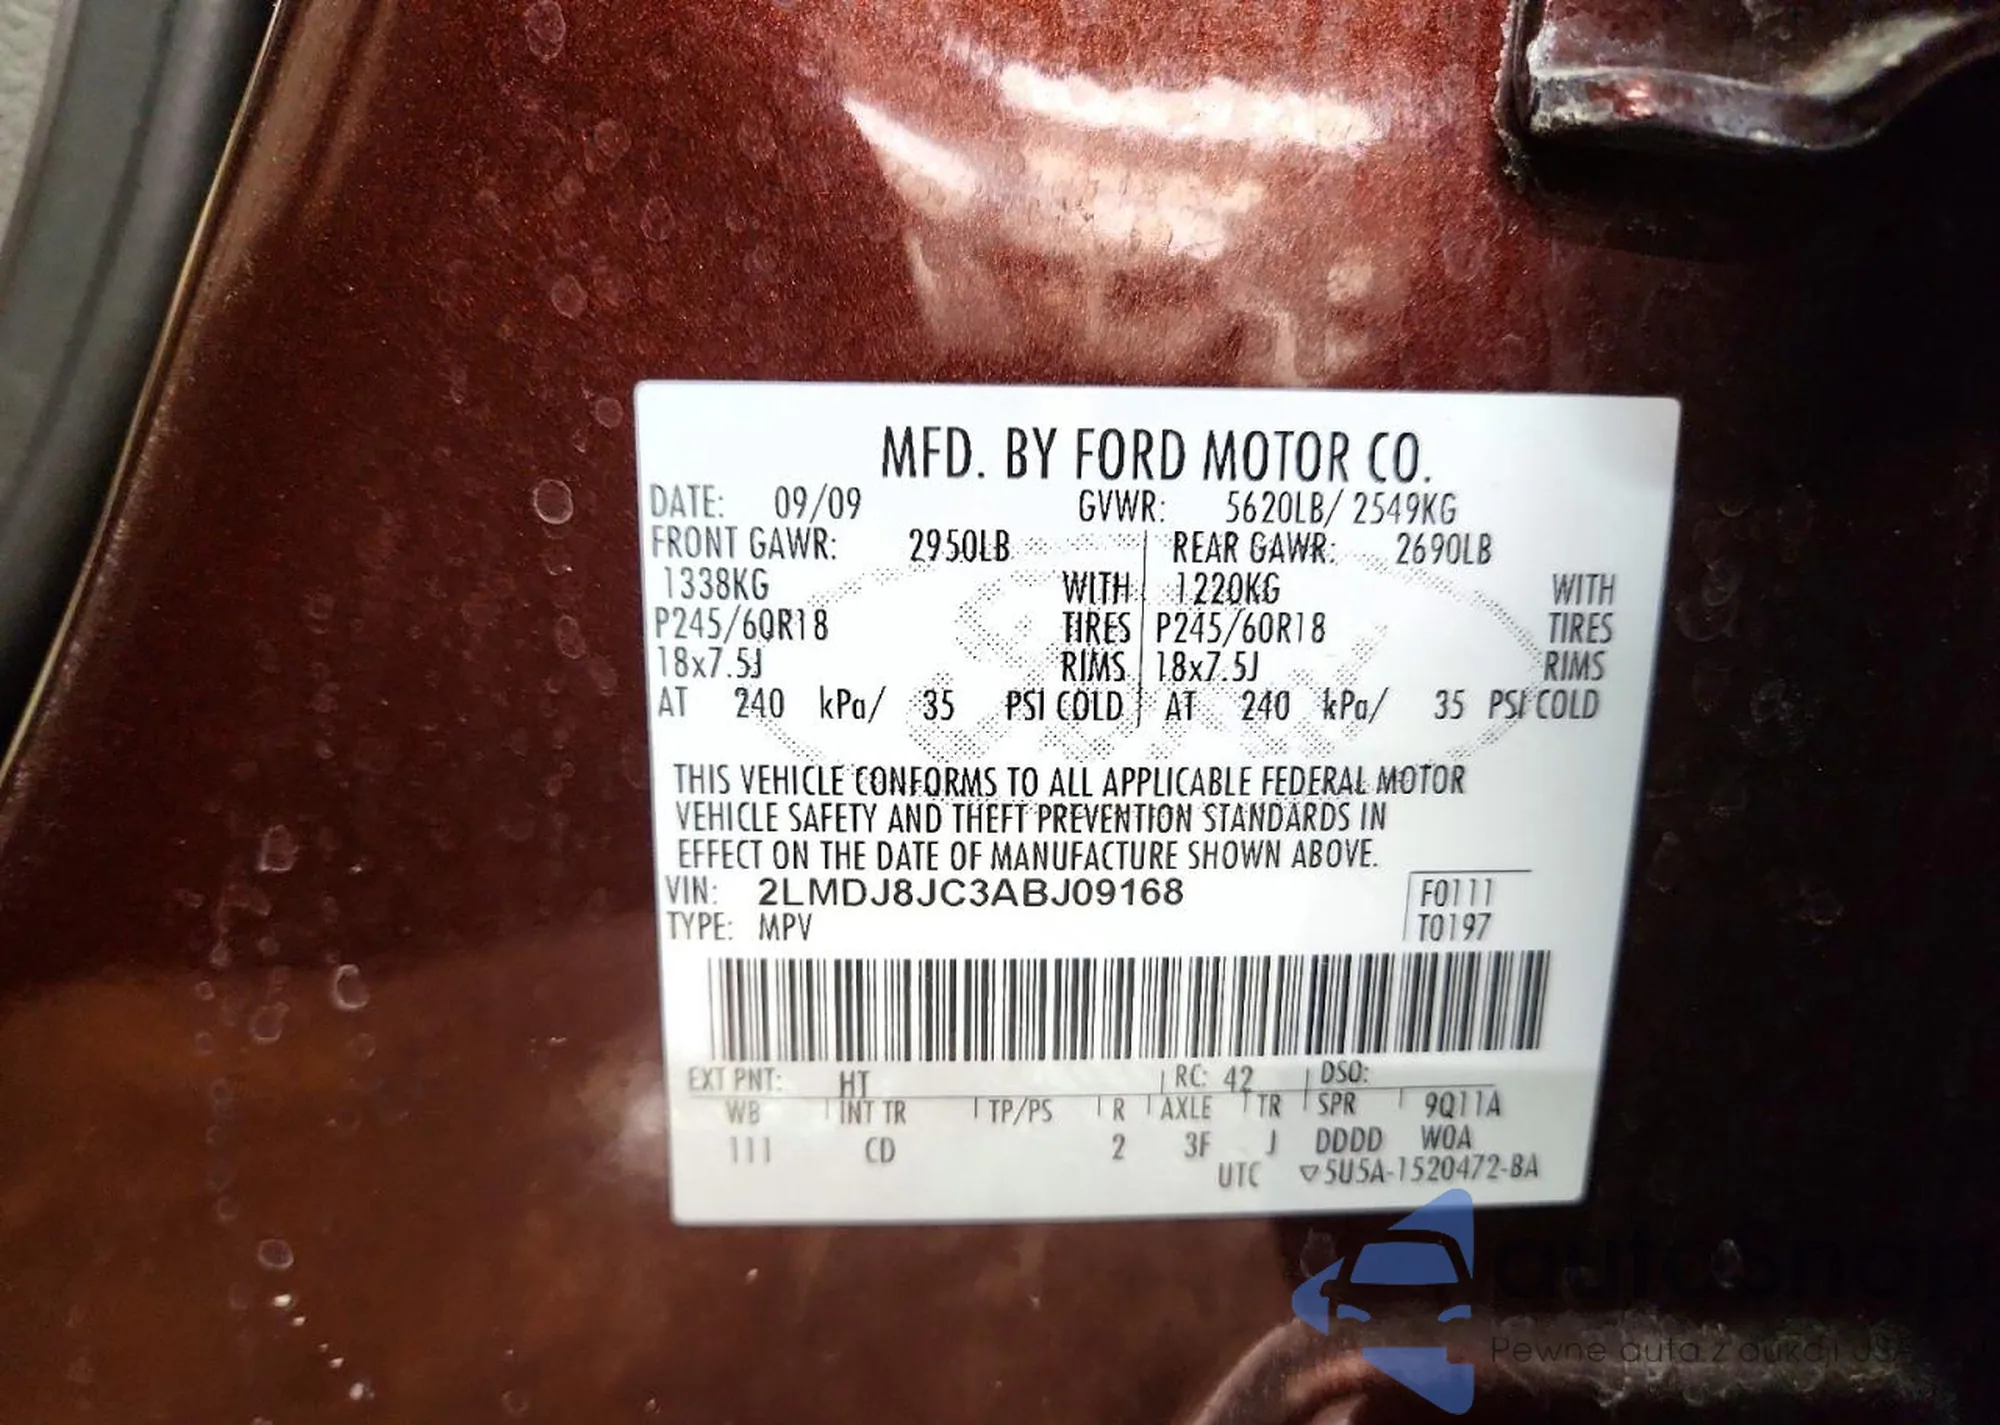 MFD. BY FORD MOTOR CO.
DATE: 09/09 GVWR: 5620LB/ 2549KG
FRONT GAWR: 2950LB REAR GAWR: 2690LB
1338KG WITH 1220KG WITH
P245/60R18 TIRES P245/60R18 TIRES
18x7.5J RIMS 18x7.5J RIMS
AT 240 kPa/ 35 PSI COLD AT 240 kPa/ 35 PSI COLD
THIS VEHICLE CONFORMS TO ALL APPLICABLE FEDERAL MOTOR
VEHICLE SAFETY AND THEFT PREVENTION STANDARDS IN
EFFECT ON THE DATE OF MANUFACTURE SHOWN ABOVE.
VIN: 2LMDJ8JC3ABJ09168 F0111
TYPE: MPV T0197
EXT PNT: HT RC: 42 DSO:
WB INT TR TP/PS R AXLE TR SPR 9Q11A
111 CD 2 3F J DDDD WOA
UTC ▽5U5A-1520472-BA
Pewne auta z aukcji USA